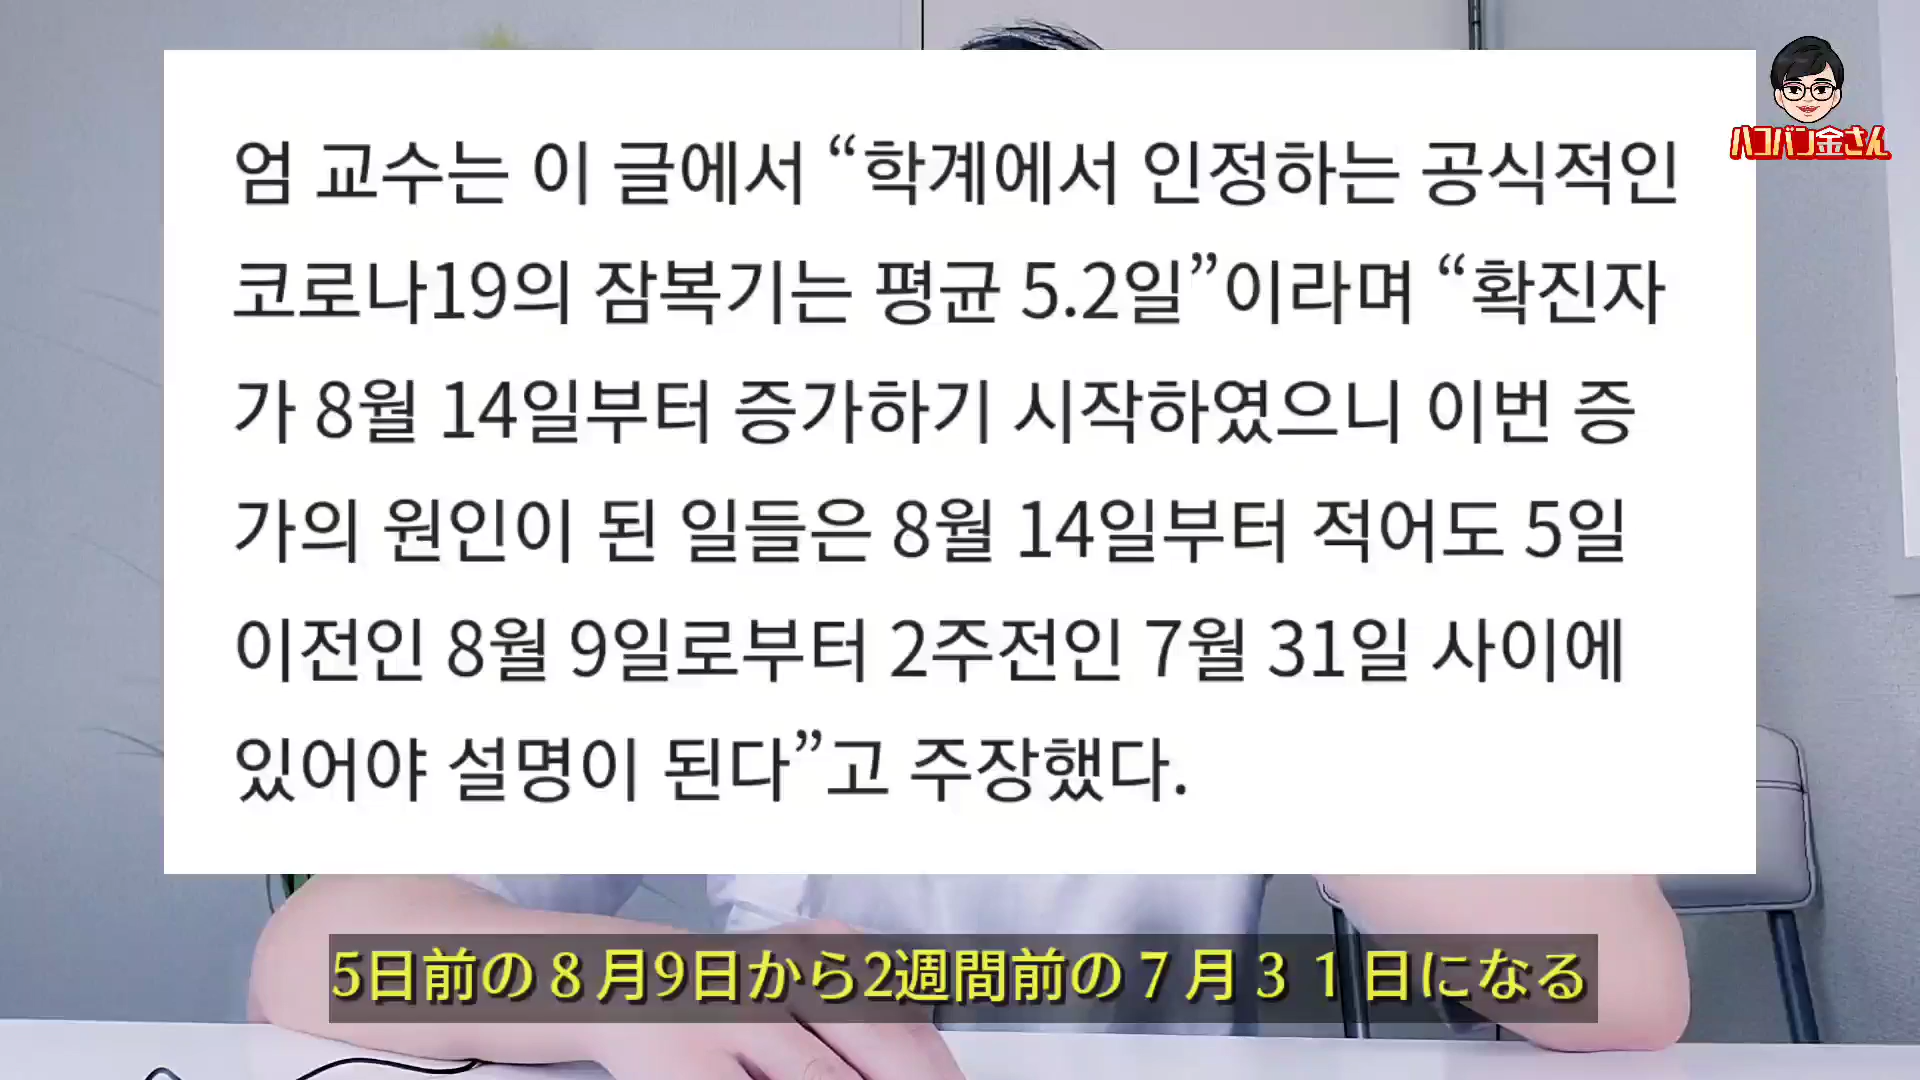 ハコバン金さん
엄 교수는 이 글에서 “학계에서 인정하는 공식적인
코로나19의 잠복기는 평균 5.2일”이라며 “확진자
가 8월 14일부터 증가하기 시작하였으니 이번 증
가의 원인이 된 일들은 8월 14일부터 적어도 5일
이전인 8월 9일로부터 2주전인 7월 31일 사이에
있어야 설명이 된다”고 주장했다.
5日前の８月9日から2週間前の７月３１日になる